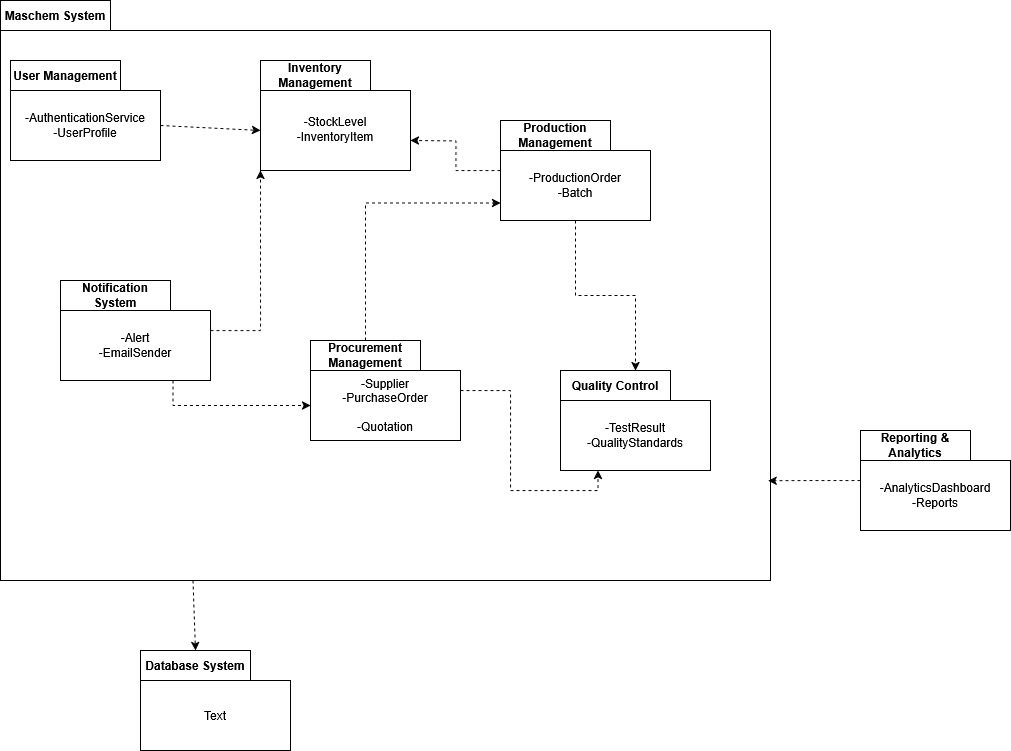 Maschem System
User Management
-AuthenticationService
-UserProfile
Inventory
Management
-StockLevel
-InventoryItem
Production
Management
-ProductionOrder
-Batch
Notification
System
-Alert
-EmailSender
Procurement
Management
-Supplier
-PurchaseOrder
-Quotation
Quality Control
-TestResult
-QualityStandards
Reporting &
Analytics
-AnalyticsDashboard
-Reports
Database System
Text